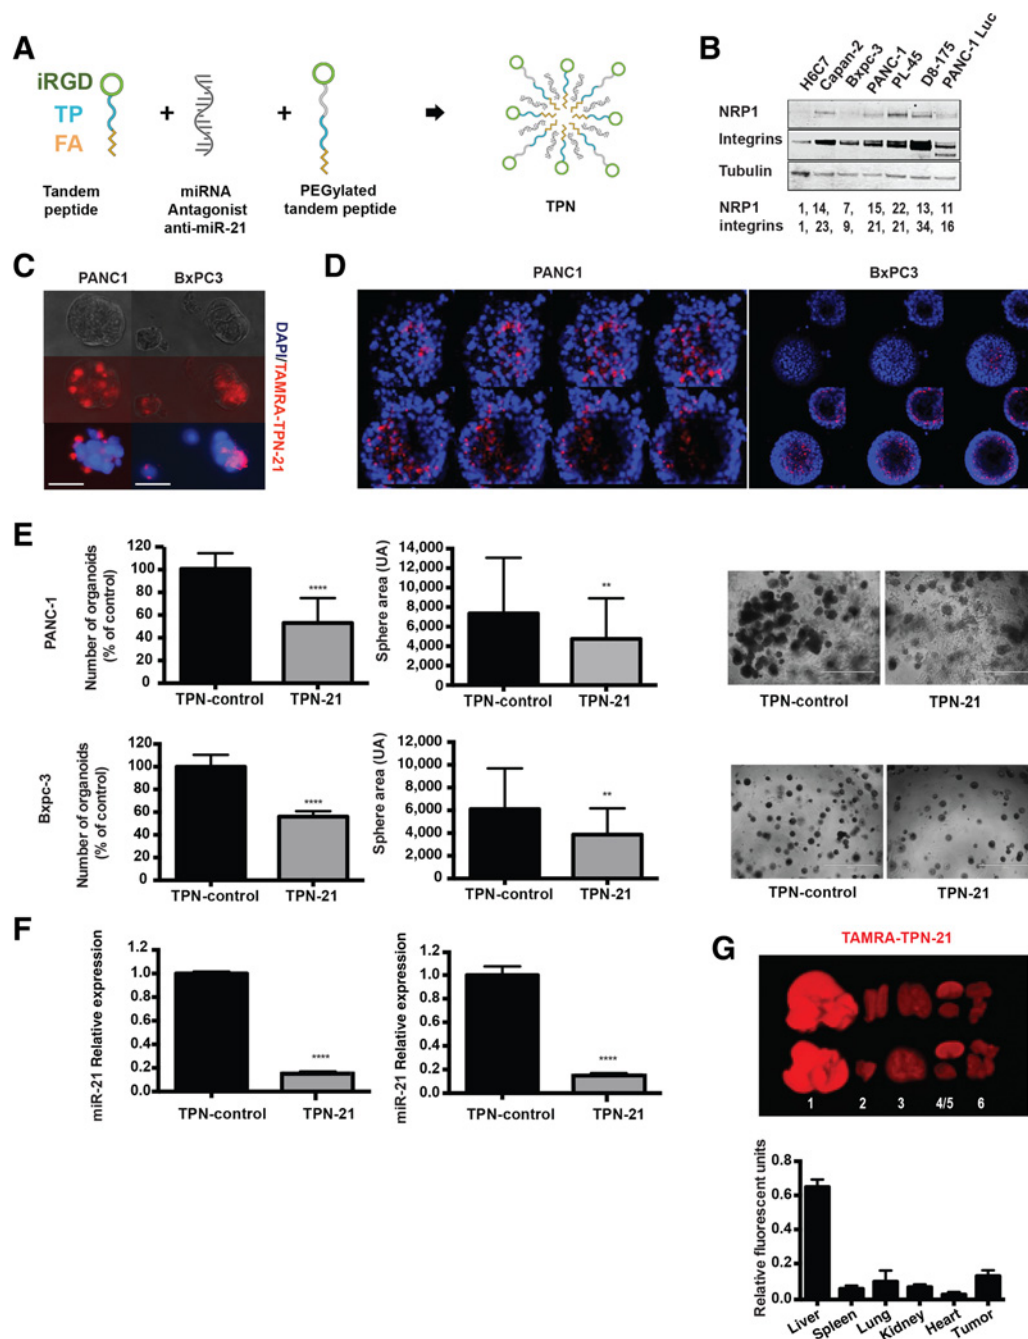 A
iRGD
TP
FA
+
+
Tandem
peptide
miRNA
Antagonist
anti-miR-21
PEGylated
tandem peptide
TPN
B
H6C7
Capan-2
Bxpc-3
PANC-1
PL-45
D8-175
PANC-1 Luc
NRP1
Integrins
Tubulin
NRP1 1, 14, 7, 15, 22, 13, 11
integrins 1, 23, 9, 21, 21, 34, 16
C
PANC1 BxPC3
DAPI/TAMRA-TPN-21
D
PANC1 BxPC3
E
PANC-1
Number of organoids
(% of control)
120
100
80
60
40
20
0
****
TPN-control TPN-21
Sphere area (UA)
14,000
12,000
10,000
8,000
6,000
4,000
2,000
0
**
TPN-control TPN-21
TPN-control TPN-21
Bxpc-3
Number of organoids
(% of control)
120
100
80
60
40
20
0
****
TPN-control TPN-21
Sphere area (UA)
12,000
10,000
8,000
6,000
4,000
2,000
0
**
TPN-control TPN-21
TPN-control TPN-21
F
miR-21 Relative expression
1.2
1.0
0.8
0.6
0.4
0.2
0.0
****
TPN-control TPN-21
miR-21 Relative expression
1.2
1.0
0.8
0.6
0.4
0.2
0.0
****
TPN-control TPN-21
G
TAMRA-TPN-21
1 2 3 4/5 6
Relative fluorescent units
0.8
0.6
0.2
0.0
Liver
Spleen
Lung
Kidney
Heart
Tumor